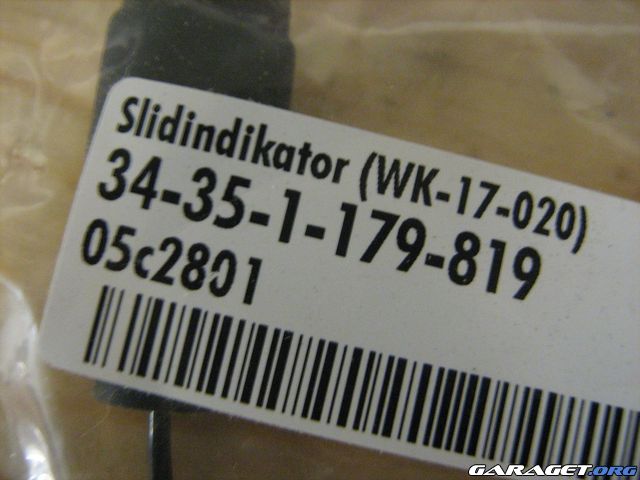 Slidindikator (WK-17-020)
34-35-1-179-819
05c2801
GARAGET.ORG